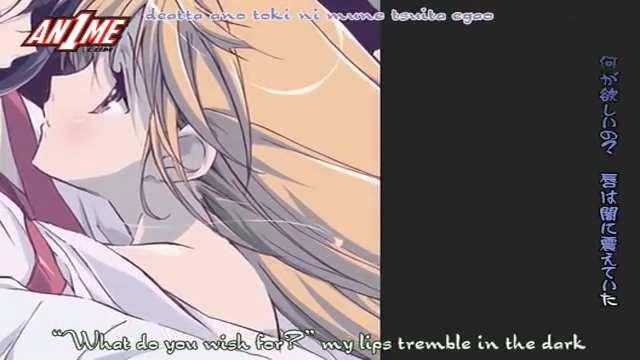 deatta ano toki ni mune tsuita egao
AN1ME
.COM
何が欲しいの?、 唇は闇に震えていた
"What do you wish for?" my lips tremble in the dark